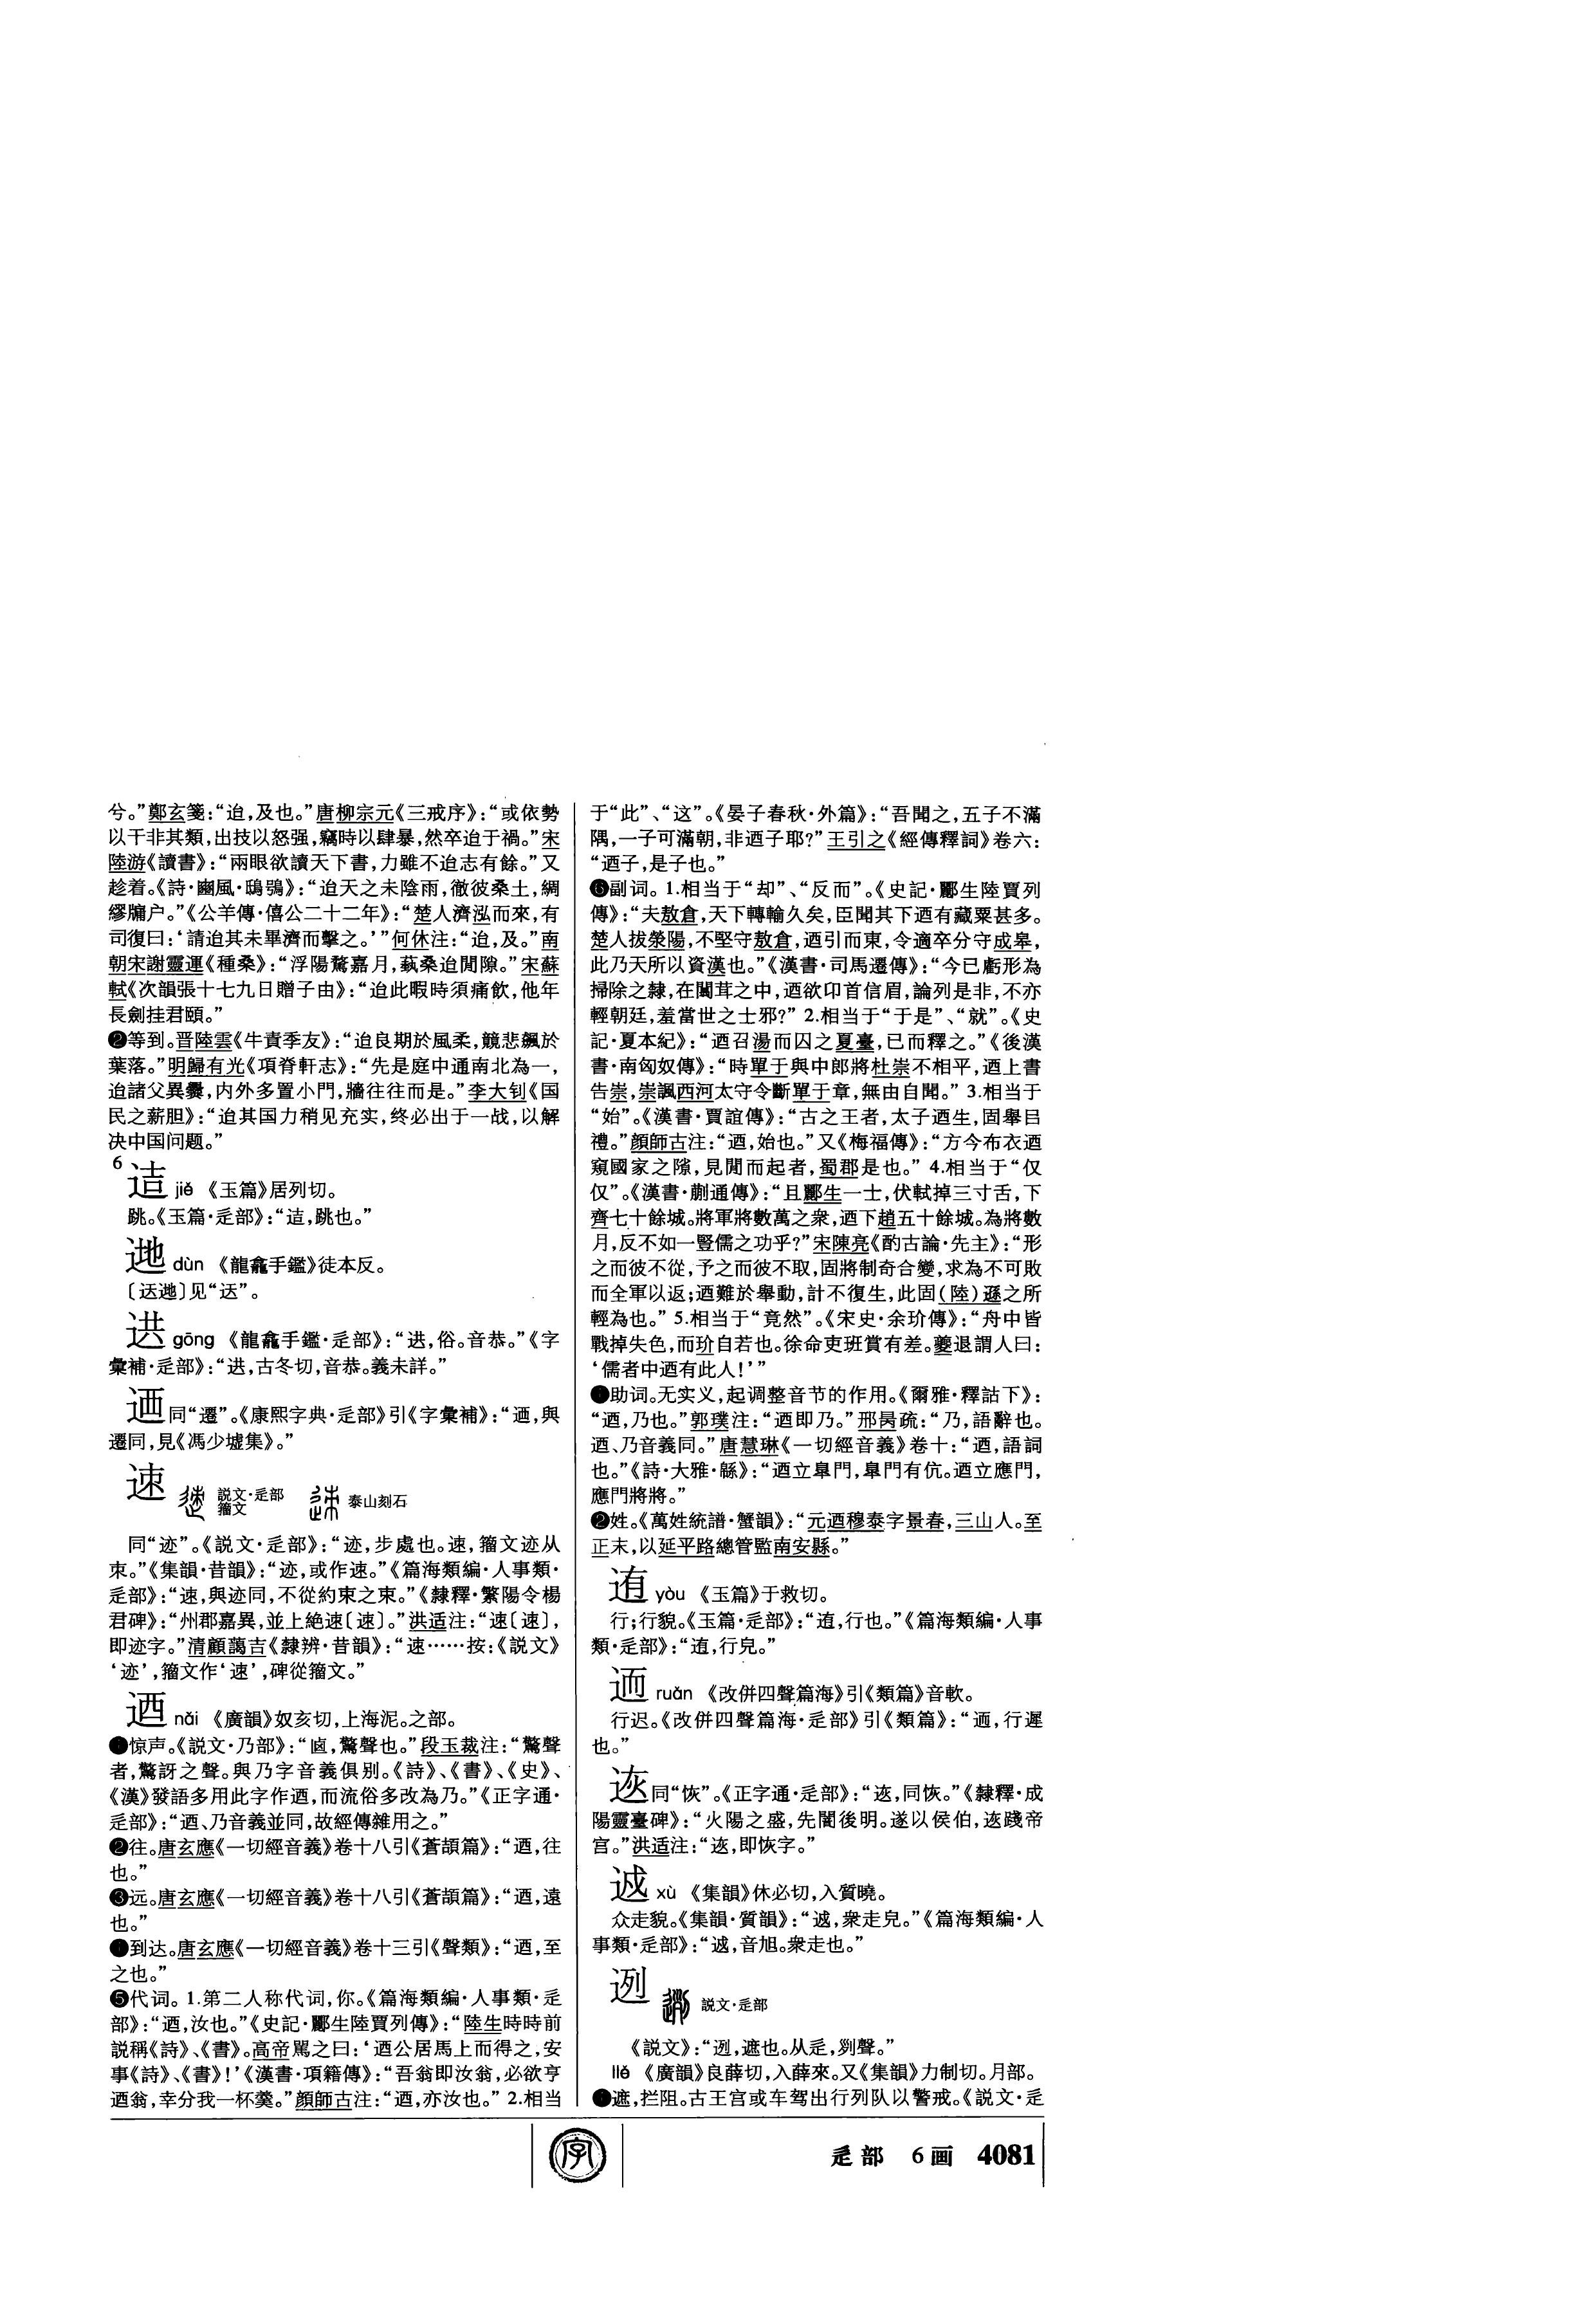 兮。”鄭玄箋：“迨，及也。”唐柳宗元《三戒序》：“或依勢
以干非其類，出技以怒强，竊時以肆暴，然卒迨于禍。”宋
陸游《讀書》：“兩眼欲讀天下書，力雖不迨志有餘。”又
趁着。《詩·豳風·鴟鴞》：“迨天之未陰雨，徹彼桑土，綢
繆牖户。”《公羊傳·僖公二十二年》：“楚人濟泓而來，有
司復曰：‘請迨其未畢濟而擊之。’”何休注：“迨，及。”南
朝宋謝靈運《種桑》：“浮陽騖嘉月，蓺桑迨閒隙。”宋蘇
軾《次韻張十七九日贈子由》：“迨此暇時須痛飲，他年
長劍拄君頤。”
❷等到。晋陸雲《牛責季友》：“迨良期於風柔，競悲飆於
葉落。”明歸有光《項脊軒志》：“先是庭中通南北為一，
迨諸父異爨，内外多置小門，牆往往而是。”李大钊《国
民之薪胆》：“迨其国力稍见充实，终必出于一战，以解
决中国问题。”
6
迼 jié 《玉篇》居列切。
跳。《玉篇·辵部》：“迼，跳也。”
迆 dùn 《龍龕手鑑》徒本反。
〔迗迆〕见“迗”。
𨒱 gōng 《龍龕手鑑·辵部》：“𨒱，俗。音恭。”《字
彙補·辵部》：“𨒱，古冬切，音恭。義未詳。”
迺 同“遷”。《康熙字典·辵部》引《字彙補》：“迺，與
遷同，見《馮少墟集》。”
𨒪 説文·辵部
籀文 泰山刻石
同“迹”。《説文·辵部》：“迹，步處也。𨒪，籀文迹从
朿。”《集韻·昔韻》：“迹，或作𨒪。”《篇海類編·人事類·
辵部》：“𨒪，與迹同，不從約束之束。”《隸釋·繁陽令楊
君碑》：“州郡嘉異，並上絶速〔𨒪〕。”洪适注：“速〔𨒪〕，
即迹字。”清顧藹吉《隸辨·昔韻》：“𨒪……按：《説文》
‘迹’，籀文作‘𨒪’，碑從籀文。”
迺 nǎi 《廣韻》奴亥切，上海泥。之部。
❶惊声。《説文·乃部》：“𠧟，驚聲也。”段玉裁注：“驚聲
者，驚訝之聲。與乃字音義俱别。《詩》、《書》、《史》、
《漢》發語多用此字作迺，而流俗多改為乃。”《正字通·
辵部》：“迺、乃音義並同，故經傳雜用之。”
❷往。唐玄應《一切經音義》卷十八引《蒼頡篇》：“迺，往
也。”
❸远。唐玄應《一切經音義》卷十八引《蒼頡篇》：“迺，遠
也。”
❹到达。唐玄應《一切經音義》卷十三引《聲類》：“迺，至
之也。”
❺代词。1.第二人称代词，你。《篇海類編·人事類·辵
部》：“迺，汝也。”《史記·酈生陸賈列傳》：“陸生時時前
説稱《詩》、《書》。高帝駡之曰：‘迺公居馬上而得之，安
事《詩》、《書》！’《漢書·項籍傳》：“吾翁即汝翁，必欲亨
迺翁，幸分我一杯羹。”顔師古注：“迺，亦汝也。” 2.相当
于“此”、“这”。《晏子春秋·外篇》：“吾聞之，五子不滿
隅，一子可滿朝，非迺子耶？”王引之《經傳釋詞》卷六：
“迺子，是子也。”
❻副词。1.相当于“却”、“反而”。《史記·酈生陸賈列
傳》：“夫敖倉，天下轉輸久矣，臣聞其下迺有藏粟甚多。
楚人拔滎陽，不堅守敖倉，迺引而東，令適卒分守成皋，
此乃天所以資漢也。”《漢書·司馬遷傳》：“今已虧形為
掃除之隸，在闒茸之中，迺欲卬首信眉，論列是非，不亦
輕朝廷，羞當世之士邪？” 2.相当于“于是”、“就”。《史
記·夏本紀》：“迺召湯而囚之夏臺，已而釋之。”《後漢
書·南匈奴傳》：“時單于與中郎將杜崇不相平，迺上書
告崇，崇諷西河太守令斷單于章，無由自聞。” 3.相当于
“始”。《漢書·賈誼傳》：“古之王者，太子迺生，固舉㠯
禮。”顔師古注：“迺，始也。”又《梅福傳》：“方今布衣迺
窺國家之隙，見閒而起者，蜀郡是也。” 4.相当于“仅
仅”。《漢書·蒯通傳》：“且酈生一士，伏軾掉三寸舌，下
齊七十餘城。將軍將數萬之衆，迺下趙五十餘城。為將數
月，反不如一豎儒之功乎？”宋陳亮《酌古論·先主》：“形
之而彼不從，予之而彼不取，固將制奇合變，求為不可敗
而全軍以返；迺難於舉動，計不復生，此固（陸）遜之所
輕為也。” 5.相当于“竟然”。《宋史·余玠傳》：“舟中皆
戰掉失色，而玠自若也。徐命吏班賞有差。夔退謂人曰：
‘儒者中迺有此人！’”
❼助词。无实义，起调整音节的作用。《爾雅·釋詁下》：
“迺，乃也。”郭璞注：“迺即乃。”邢昺疏：“乃，語辭也。
迺、乃音義同。”唐慧琳《一切經音義》卷十：“迺，語詞
也。”《詩·大雅·緜》：“迺立皐門，皐門有伉。迺立應門，
應門將將。”
❷姓。《萬姓統譜·蟹韻》：“元迺穆泰字景春，三山人。至
正末，以延平路總管監南安縣。”
迶 yòu 《玉篇》于救切。
行；行貌。《玉篇·辵部》：“迶，行也。”《篇海類編·人事
類·辵部》：“迶，行皃。”
𨒉 ruǎn 《改併四聲篇海》引《類篇》音軟。
行迟。《改併四聲篇海·辵部》引《類篇》：“𨒉，行遲
也。”
𨒬 同“恢”。《正字通·辵部》：“𨒬，同恢。”《隸釋·成
陽靈臺碑》：“火陽之盛，先闇後明。遂以侯伯，𨒬踐帝
宫。”洪适注：“𨒬，即恢字。”
𨒋 xù 《集韻》休必切，入質曉。
众走貌。《集韻·質韻》：“𨒋，衆走皃。”《篇海類編·人
事類·辵部》：“𨒋，音旭。衆走也。”
迾 説文·辵部
《説文》：“迾，遮也。从辵，𠛱聲。”
liè 《廣韻》良薛切，入薛來。又《集韻》力制切。月部。
❶遮，拦阻。古王宫或车驾出行列队以警戒。《説文·辵
字
辵部 6画 4081